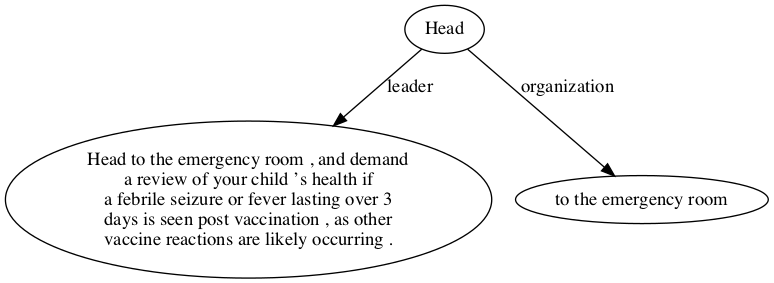 Head
leader
organization
Head to the emergency room , and demand
a review of your child ’s health if
a febrile seizure or fever lasting over 3
days is seen post vaccination , as other
vaccine reactions are likely occurring .
to the emergency room